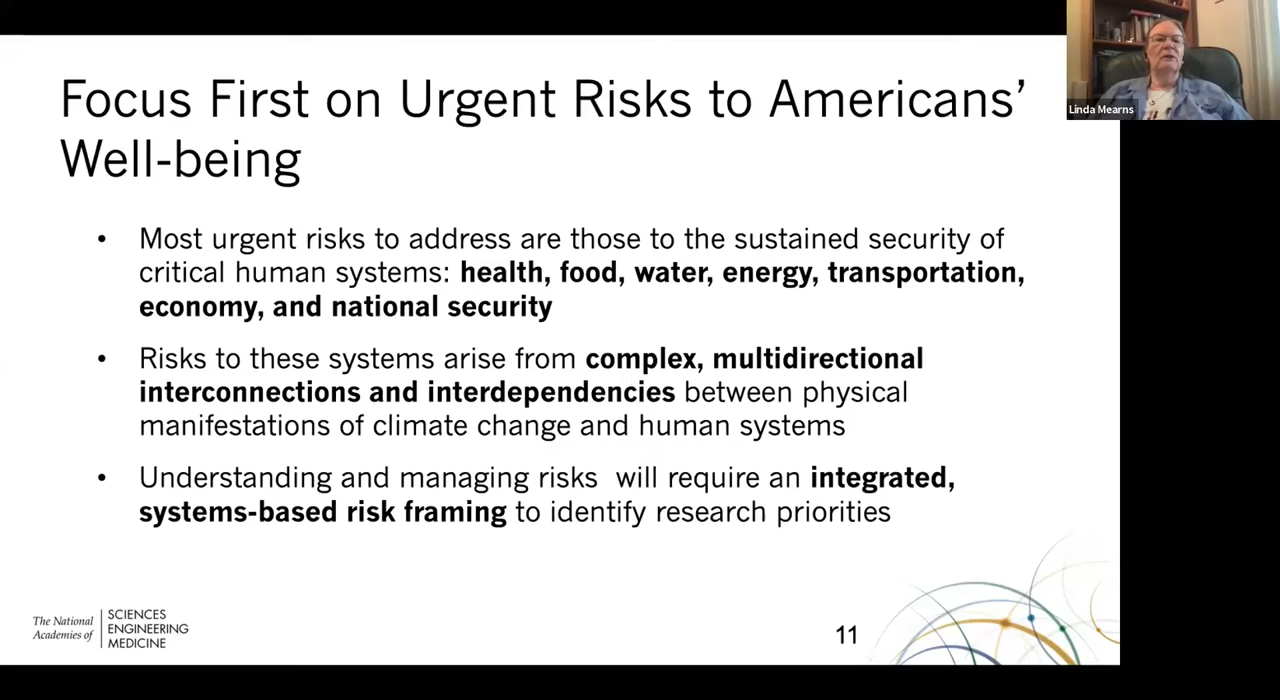 Focus First on Urgent Risks to Americans'
Well-being
• Most urgent risks to address are those to the sustained security of
critical human systems: health, food, water, energy, transportation,
economy, and national security
• Risks to these systems arise from complex, multidirectional
interconnections and interdependencies between physical
manifestations of climate change and human systems
• Understanding and managing risks will require an integrated,
systems-based risk framing to identify research priorities
The National
Academies of
SCIENCES
ENGINEERING
MEDICINE
11
Linda Mearns